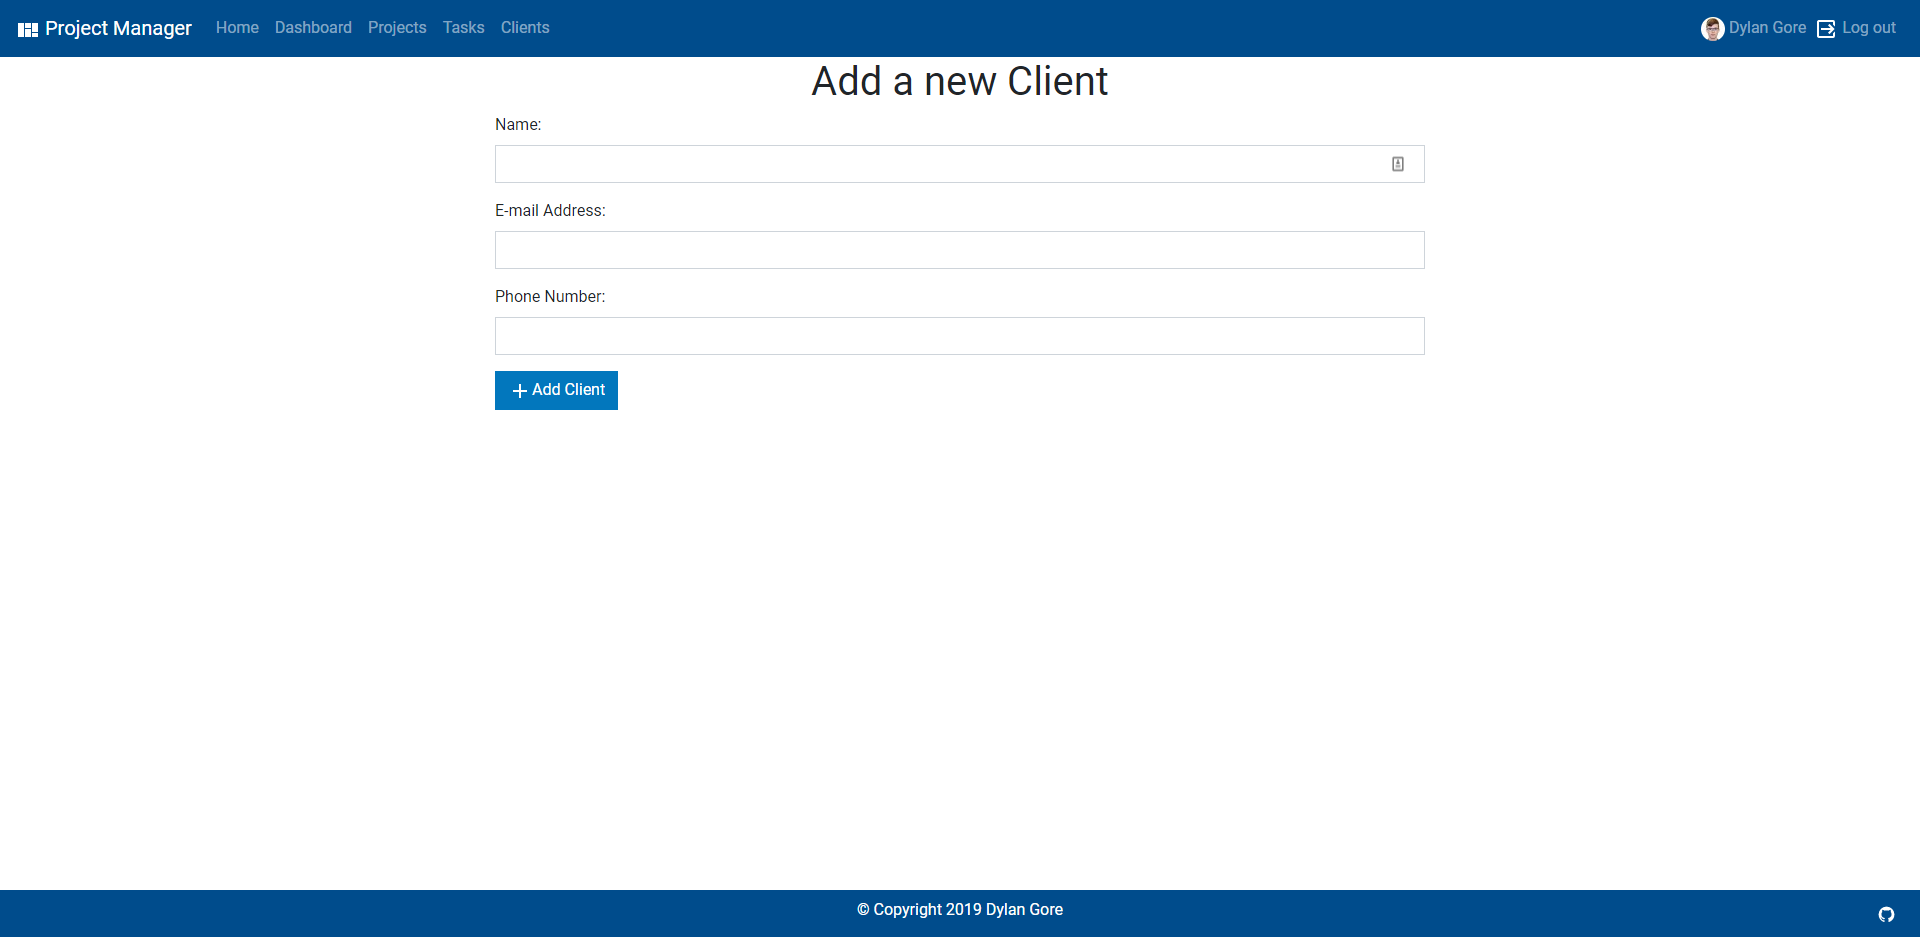 Project Manager Home Dashboard Projects Tasks Clients Dylan Gore Log out
Add a new Client
Name:
E-mail Address:
Phone Number:
Add Client
© Copyright 2019 Dylan Gore